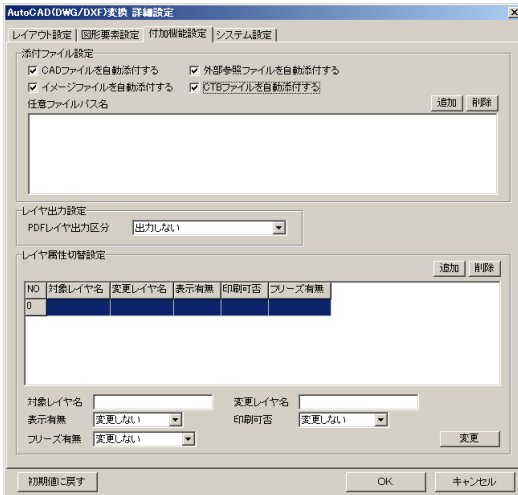 AutoCAD(DWG/DXF)変換 詳細設定
レイアウト設定 図形要素設定 付加機能設定 システム設定
添付ファイル設定
CADファイルを自動添付する 外部参照ファイルを自動添付する
イメージファイルを自動添付する CTBファイルを自動添付する
任意ファイルパス名 追加 削除
レイヤ出力設定
PDFレイヤ出力区分 出力しない
レイヤ属性切替設定
追加 削除
NO 対象レイヤ名 変更レイヤ名 表示有無 印刷可否 フリーズ有無
0
対象レイヤ名 変更レイヤ名
表示有無 変更しない 印刷可否 変更しない
フリーズ有無 変更しない 変更
初期値に戻す OK キャンセル